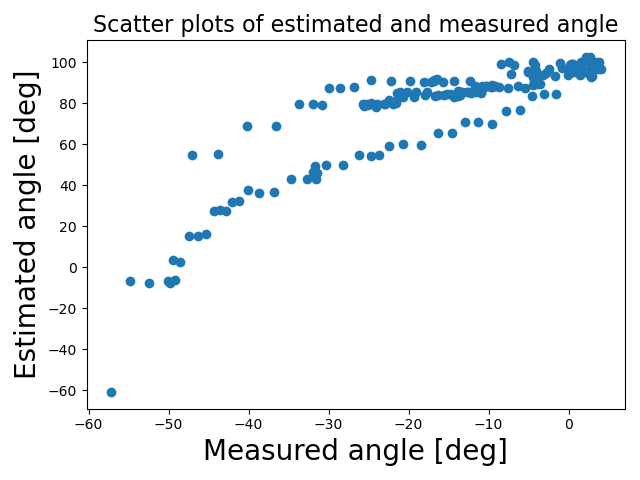 Scatter plots of estimated and measured angle
Estimated angle [deg]
100
80
60
40
20
0
−20
−40
−60
−60 −50 −40 −30 −20 −10 0
Measured angle [deg]